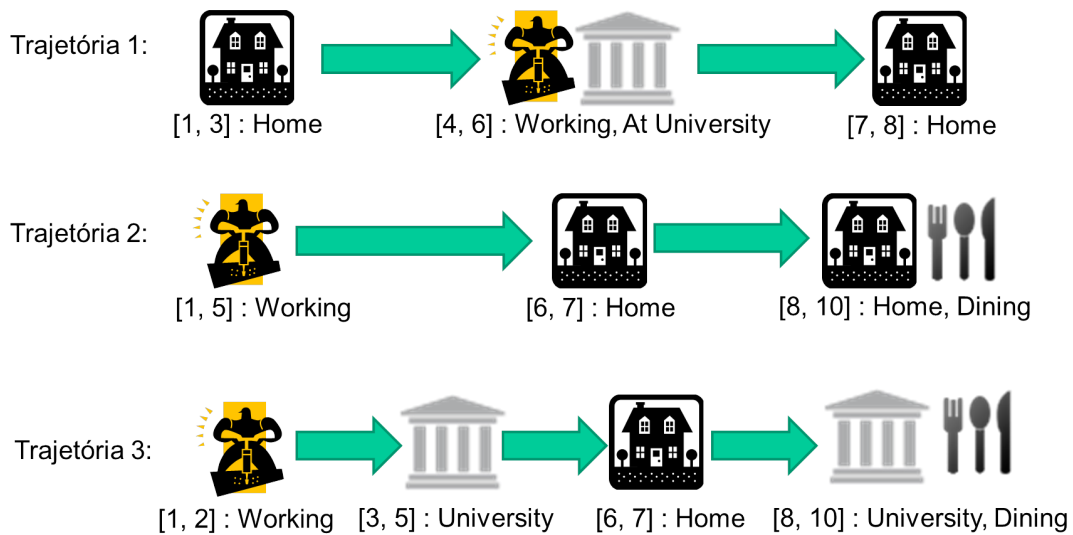 Trajetória 1:
[1, 3] : Home
[4, 6] : Working, At University
[7, 8] : Home
Trajetória 2:
[1, 5] : Working
[6, 7] : Home
[8, 10] : Home, Dining
Trajetória 3:
[1, 2] : Working
[3, 5] : University
[6, 7] : Home
[8, 10] : University, Dining